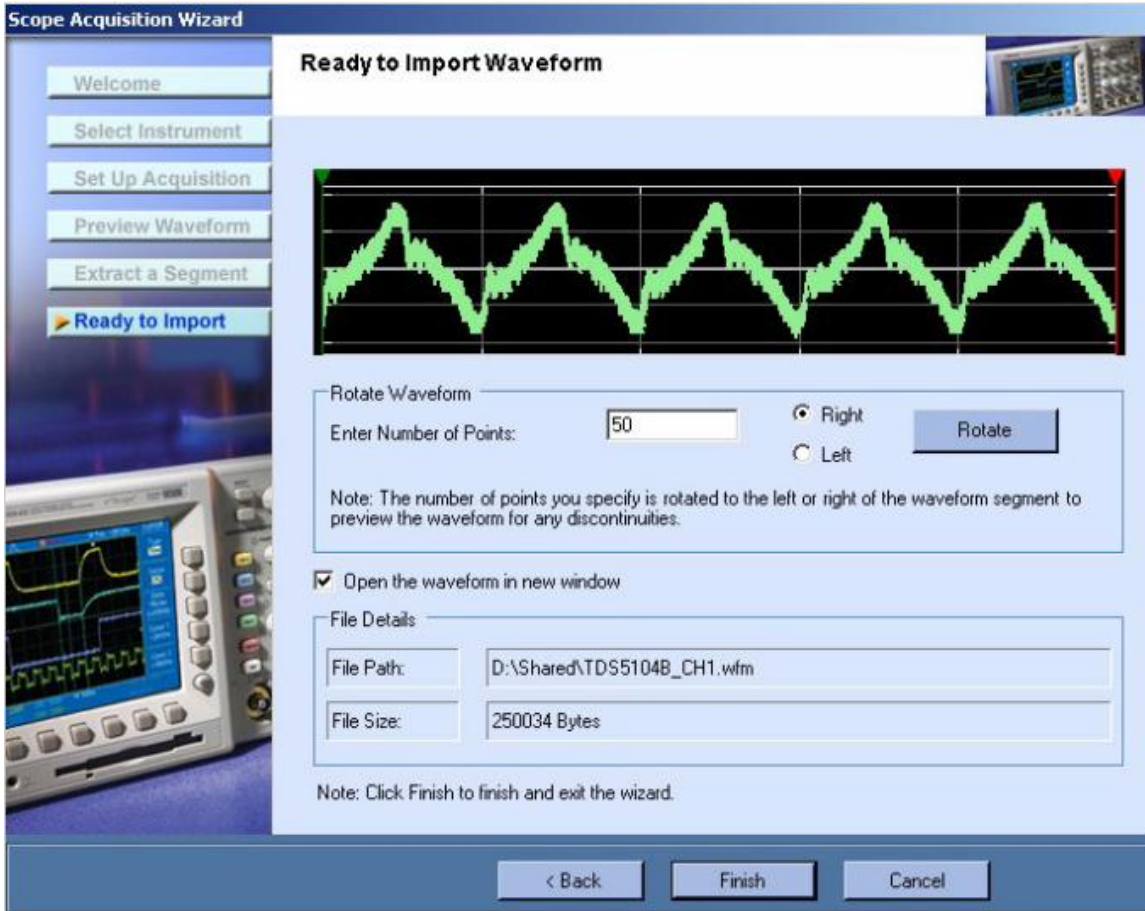 Scope Acquisition Wizard
Welcome
Select Instrument
Set Up Acquisition
Preview Waveform
Extract a Segment
Ready to Import
Ready to Import Waveform
Rotate Waveform
Enter Number of Points:
50
Right
Left
Rotate
Note: The number of points you specify is rotated to the left or right of the waveform segment to
preview the waveform for any discontinuities.
Open the waveform in new window
File Details
File Path:
D:\Shared\TDS5104B_CH1.wfm
File Size:
250034 Bytes
Note: Click Finish to finish and exit the wizard.
< Back
Finish
Cancel